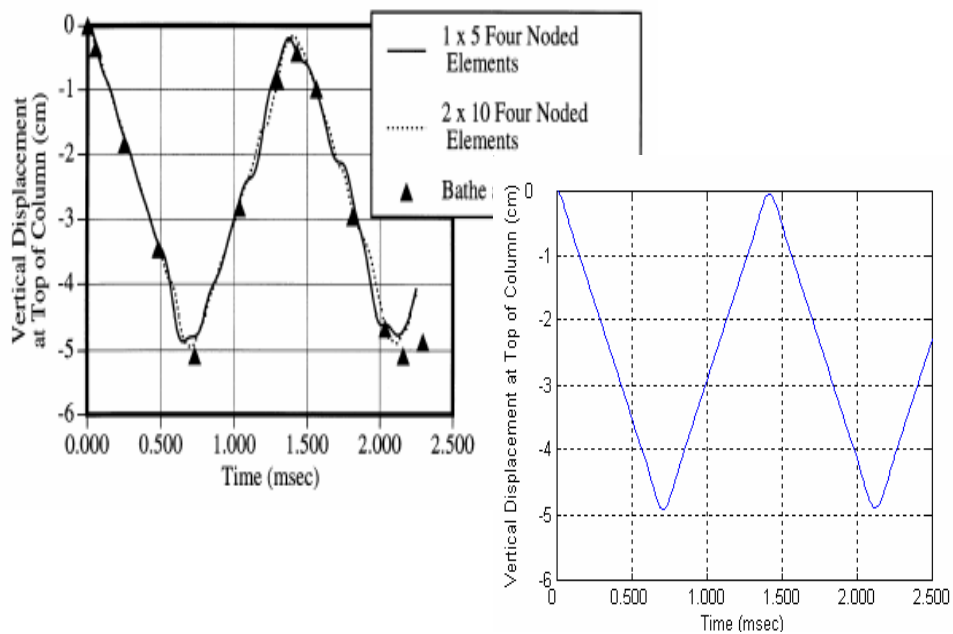 0
-1
-2
-3
-4
-5
-6
Vertical Displacement
at Top of Column (cm)
0.000 0.500 1.000 1.500 2.000 2.500
Time (msec)
1 x 5 Four Noded
Elements
2 x 10 Four Noded
Elements
Bathe
Vertical Displacement at Top of Column (cm)
0
-1
-2
-3
-4
-5
-6
0 0.500 1.000 1.500 2.000 2.500
Time (msec)